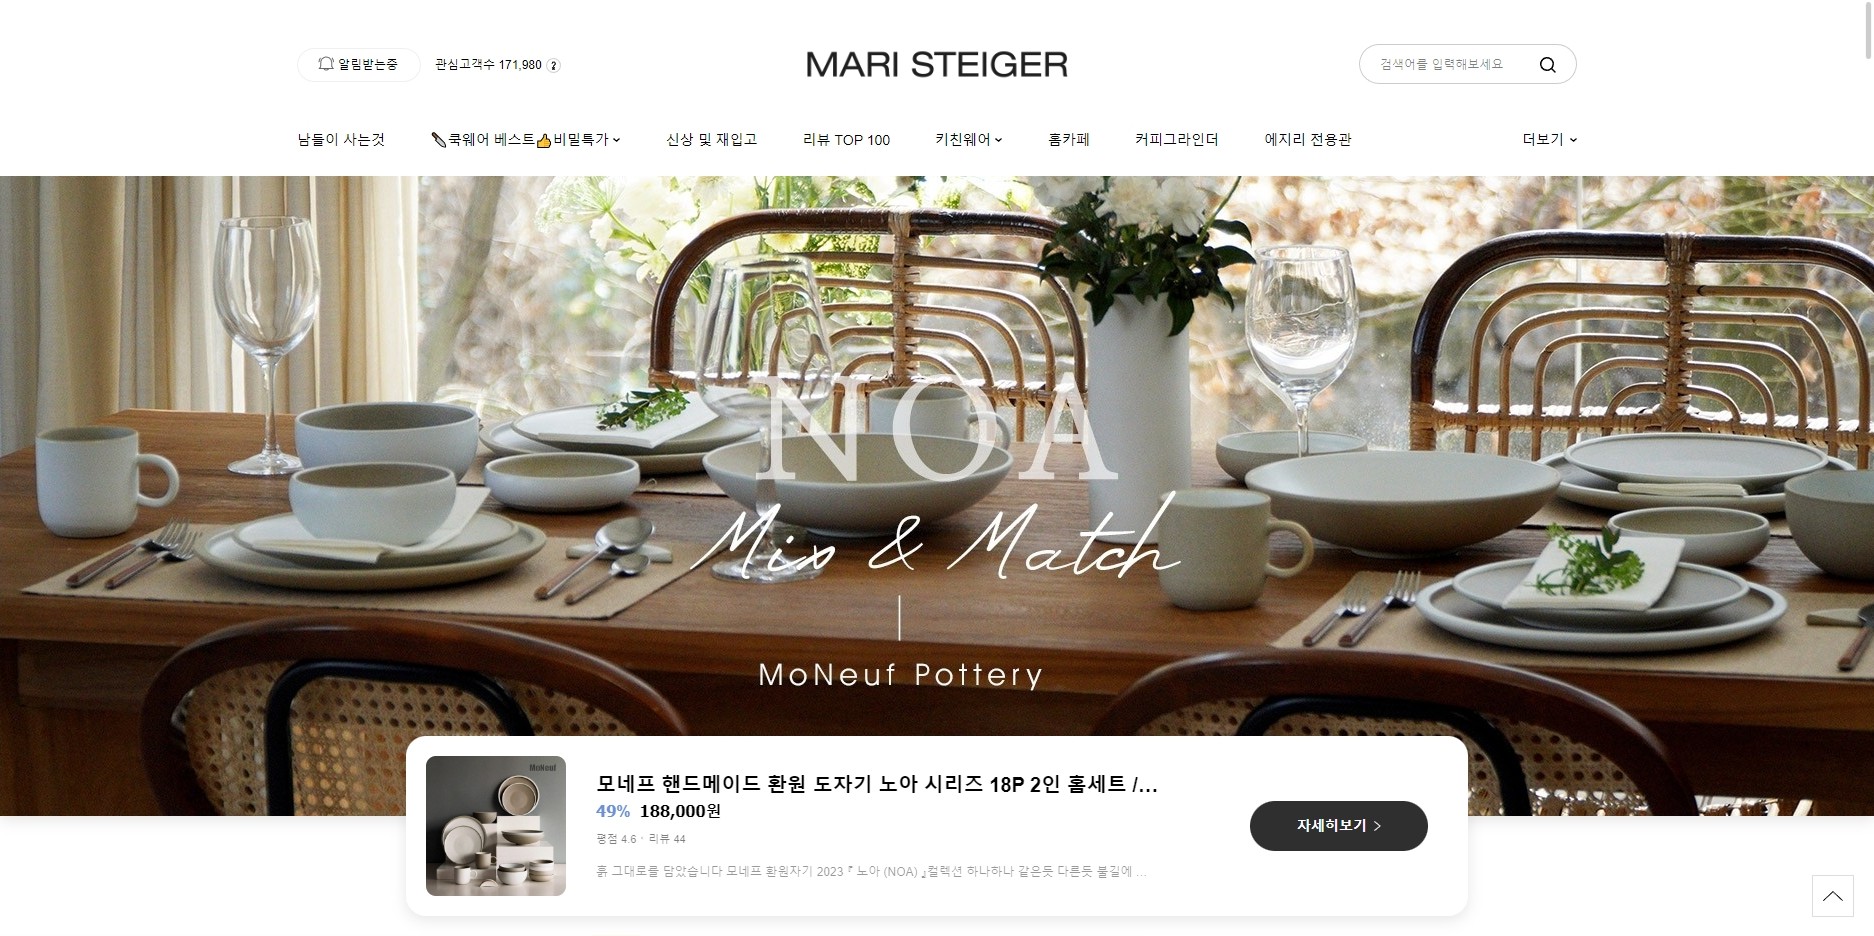 알림받는중 관심고객수 171,980 ?
MARI STEIGER
검색어를 입력해보세요
남들이 사는것 🔪쿡웨어 베스트👍비밀특가 신상 및 재입고 리뷰 TOP 100 키친웨어 홈카페 커피그라인더 에지리 전용관 더보기
NOA
Mix & Match
MoNeuf Pottery
MoNeuf
모네프 핸드메이드 환원 도자기 노아 시리즈 18P 2인 홈세트 /...
49% 188,000원
평점 4.6 · 리뷰 44
자세히보기 >
흙 그대로를 담았습니다 모네프 환원자기 2023『 노아 (NOA) 』컬렉션 하나하나 같은듯 다른듯 불길에 ...